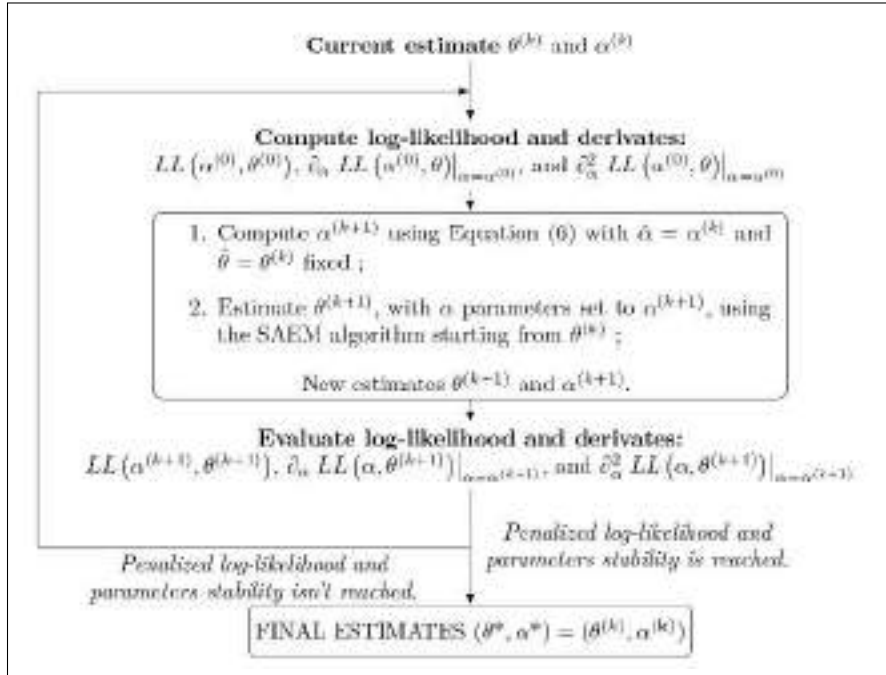 Current estimate θ^(k) and α^(k)
Compute log-likelihood and derivates:
LL (α^(0), θ^(0)), ∂_α LL (α^(0), θ)|_{α=α^(0)}, and ∂²_α LL (α^(0), θ)|_{α=α^(0)}
1. Compute α^(k+1) using Equation (6) with α̂ = α^(k) and
θ̂ = θ^(k) fixed ;
2. Estimate θ^(k+1), with α parameters set to α^(k+1), using
the SAEM algorithm starting from θ^(k) ;
New estimates θ^(k+1) and α^(k+1).
Evaluate log-likelihood and derivates:
LL (α^(k+1), θ^(k+1)), ∂_α LL (α, θ^(k+1))|_{α=α^(k+1)}, and ∂²_α LL (α, θ^(k+1))|_{α=α^(k+1)}
Penalized log-likelihood and
parameters stability is reached.
Penalized log-likelihood and
parameters stability isn't reached.
FINAL ESTIMATES (θ*, α*) = (θ^(k), α^(k))